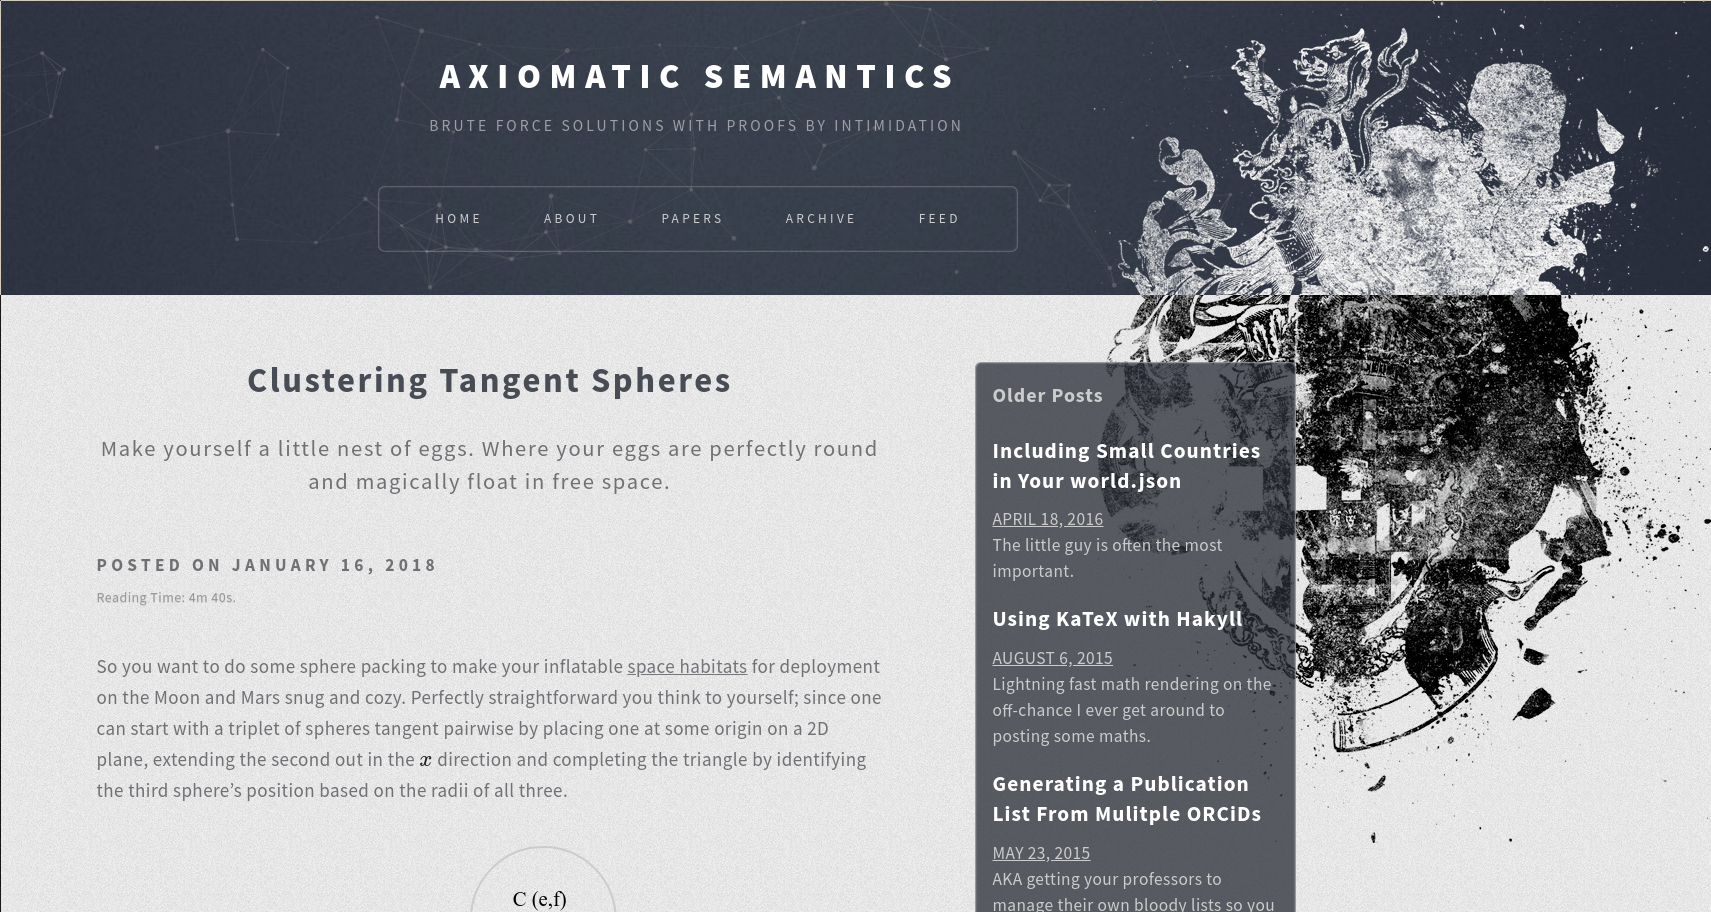 AXIOMATIC SEMANTICS
BRUTE FORCE SOLUTIONS WITH PROOFS BY INTIMIDATION
HOME ABOUT PAPERS ARCHIVE FEED
Clustering Tangent Spheres
Make yourself a little nest of eggs. Where your eggs are perfectly round
and magically float in free space.
POSTED ON JANUARY 16, 2018
Reading Time: 4m 40s.
So you want to do some sphere packing to make your inflatable space habitats for deployment
on the Moon and Mars snug and cozy. Perfectly straightforward you think to yourself; since one
can start with a triplet of spheres tangent pairwise by placing one at some origin on a 2D
plane, extending the second out in the x direction and completing the triangle by identifying
the third sphere’s position based on the radii of all three.
C (e,f)
Older Posts
Including Small Countries
in Your world.json
APRIL 18, 2016
The little guy is often the most
important.
Using KaTeX with Hakyll
AUGUST 6, 2015
Lightning fast math rendering on the
off-chance I ever get around to
posting some maths.
Generating a Publication
List From Mulitple ORCiDs
MAY 23, 2015
AKA getting your professors to
manage their own bloody lists so you